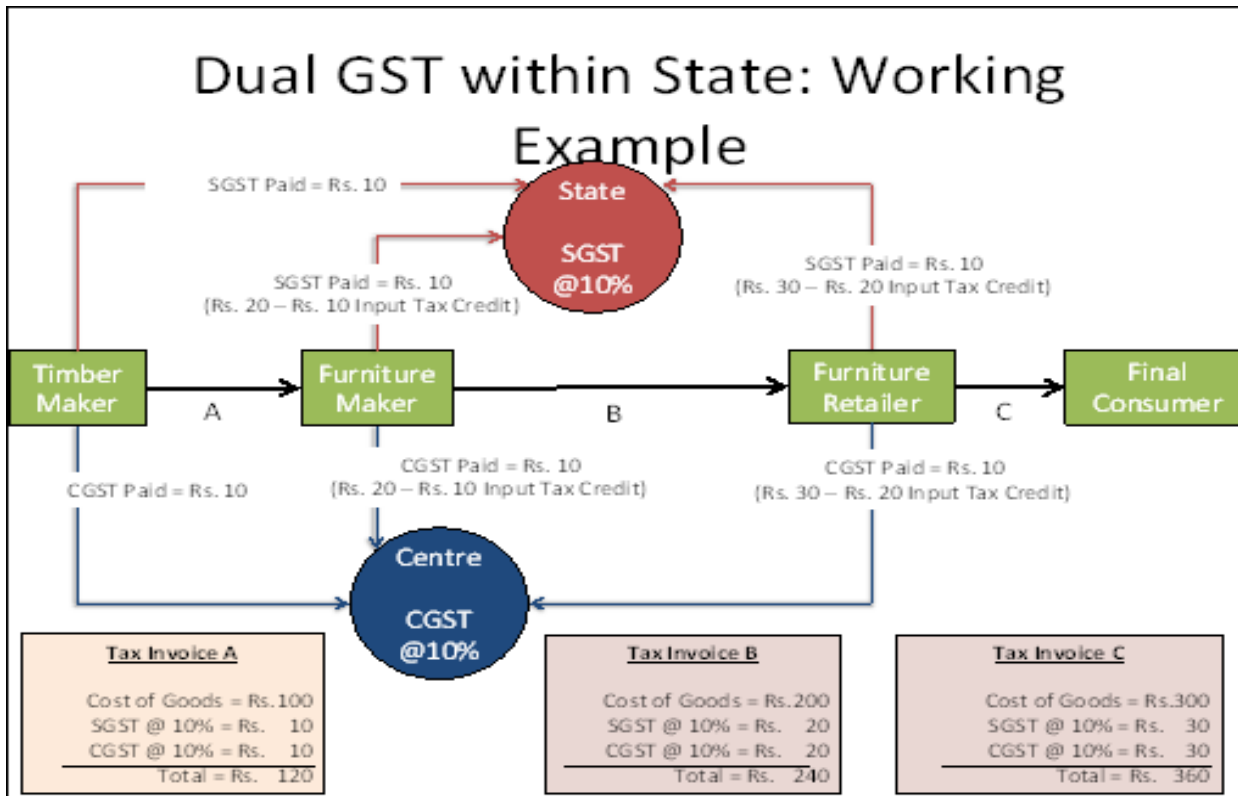 Dual GST within State: Working
Example
SGST Paid = Rs. 10
State
SGST
@10%
SGST Paid = Rs. 10
(Rs. 20 – Rs. 10 Input Tax Credit)
SGST Paid = Rs. 10
(Rs. 30 – Rs. 20 Input Tax Credit)
Timber
Maker
A
Furniture
Maker
B
Furniture
Retailer
C
Final
Consumer
CGST Paid = Rs. 10
CGST Paid = Rs. 10
(Rs. 20 – Rs. 10 Input Tax Credit)
CGST Paid = Rs. 10
(Rs. 30 – Rs. 20 Input Tax Credit)
Centre
CGST
@10%
Tax Invoice A
Cost of Goods = Rs.100
SGST @ 10% = Rs. 10
CGST @ 10% = Rs. 10
Total = Rs. 120
Tax Invoice B
Cost of Goods = Rs.200
SGST @ 10% = Rs. 20
CGST @ 10% = Rs. 20
Total = Rs. 240
Tax Invoice C
Cost of Goods = Rs.300
SGST @ 10% = Rs. 30
CGST @ 10% = Rs. 30
Total = Rs. 360